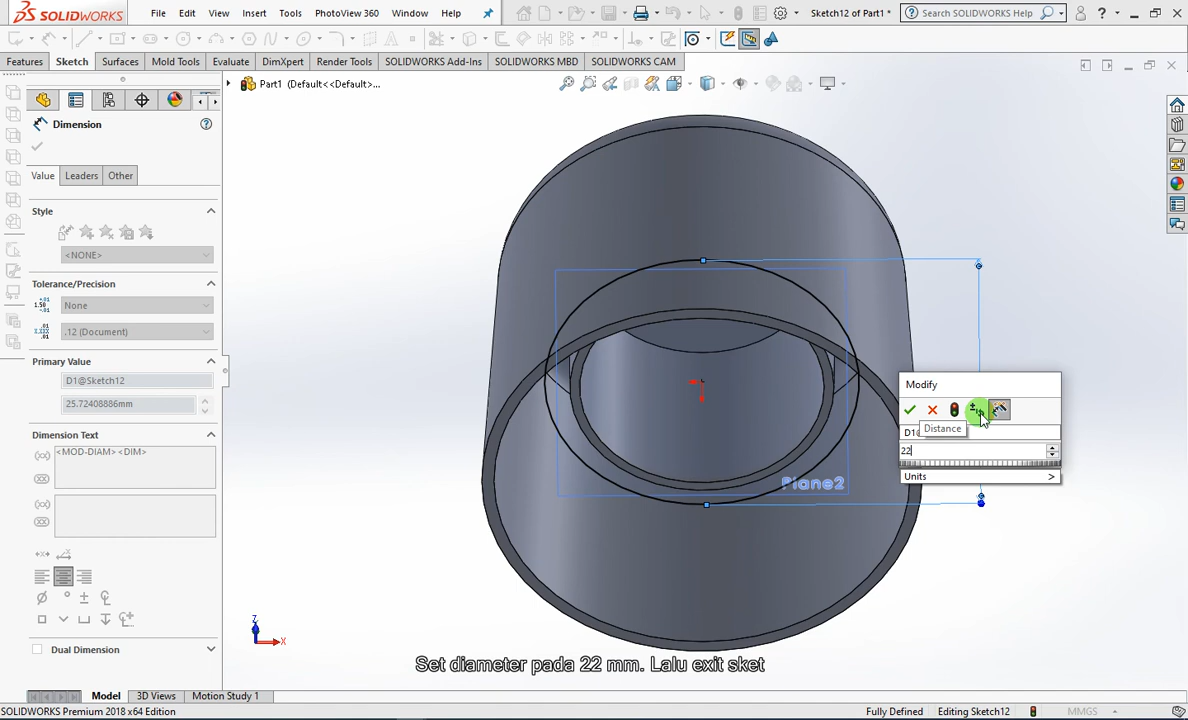 SOLIDWORKS
File Edit View Insert Tools PhotoView 360 Window Help
Sketch12 of Part1 *
Search SOLIDWORKS Help
Features Sketch Surfaces Mold Tools Evaluate DimXpert Render Tools SOLIDWORKS Add-Ins SOLIDWORKS MBD SOLIDWORKS CAM
Part1 (Default<<Default>...
Dimension
Value Leaders Other
Style
<NONE>
Tolerance/Precision
None
.12 (Document)
Primary Value
D1@Sketch12
25.72408886mm
Dimension Text
<MOD-DIAM> <DIM>
Dual Dimension
Modify
Distance
22
Units
Plane2
Z
X
Set diameter pada 22 mm. Lalu exit sket
Model 3D Views Motion Study 1
SOLIDWORKS Premium 2018 x64 Edition
Fully Defined Editing Sketch12 MMGS